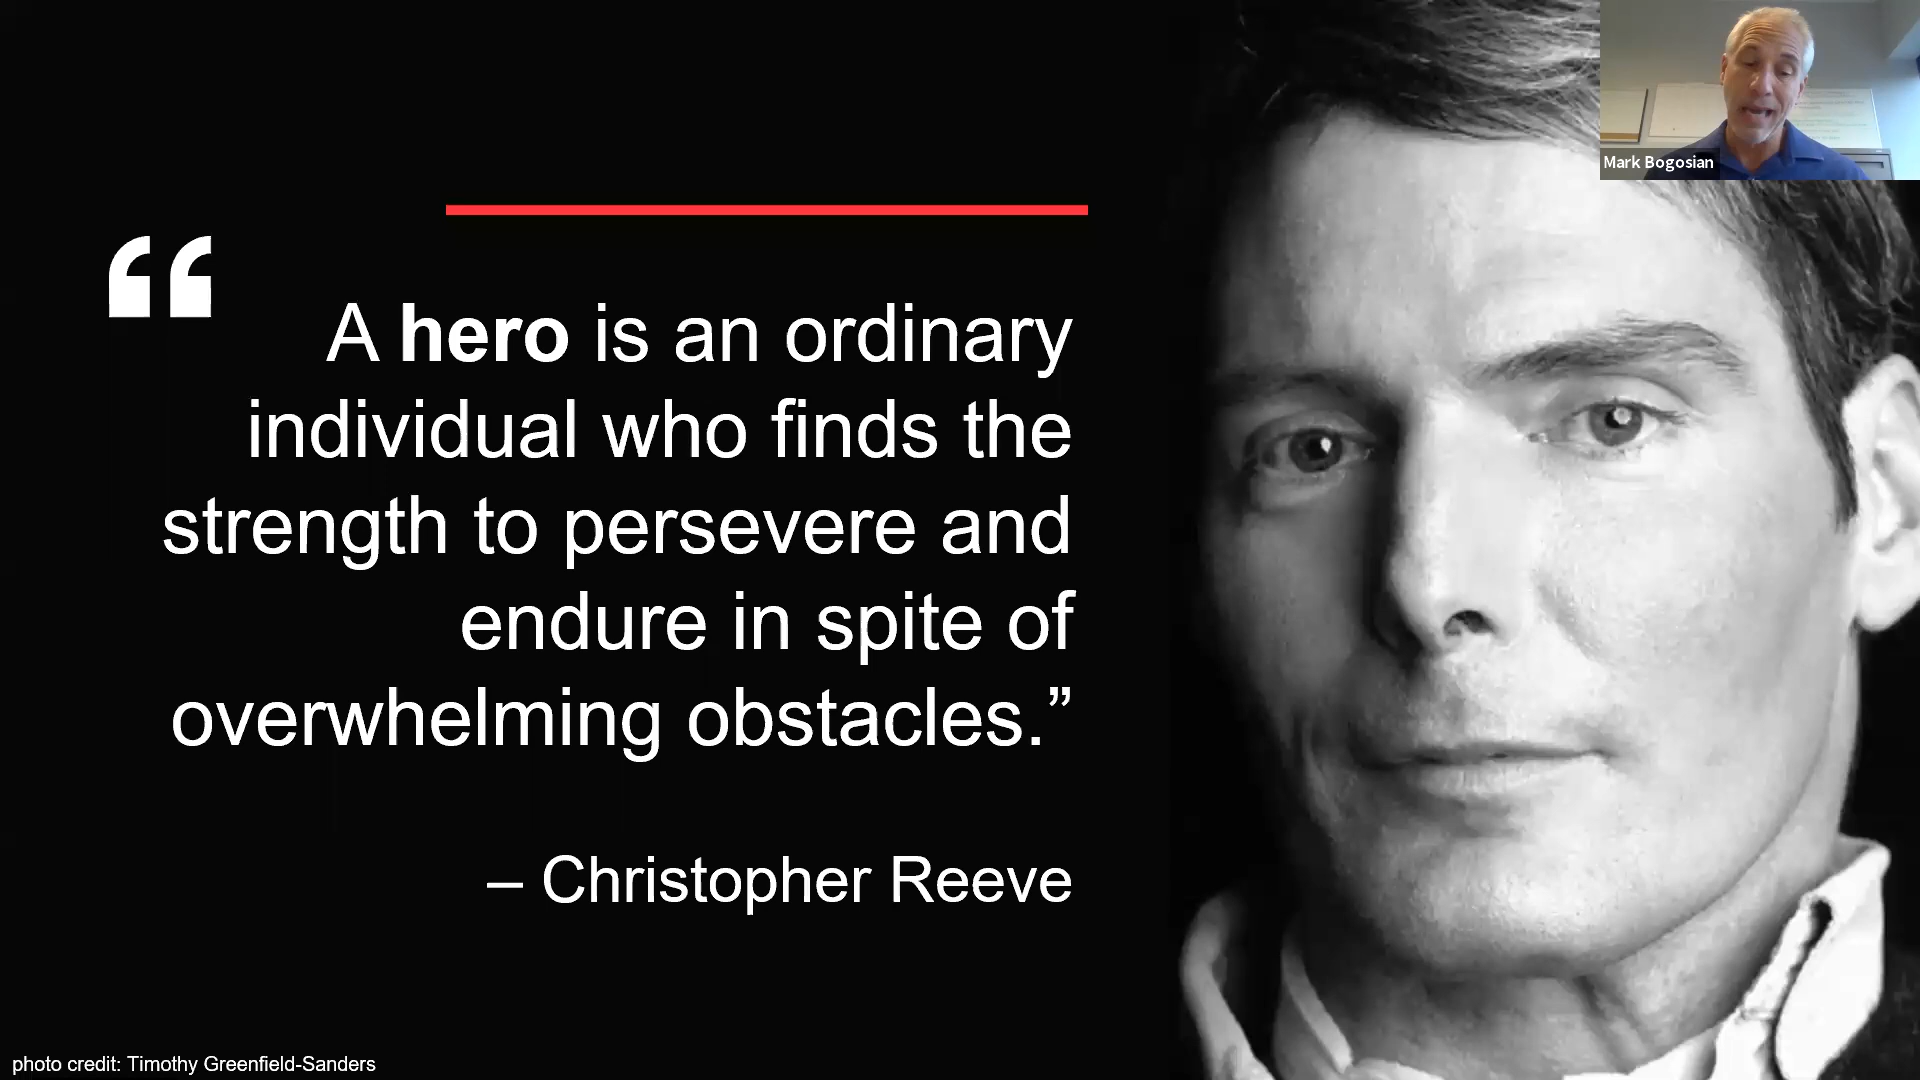 “
A hero is an ordinary
individual who finds the
strength to persevere and
endure in spite of
overwhelming obstacles.”
– Christopher Reeve
Mark Bogosian
photo credit: Timothy Greenfield-Sanders